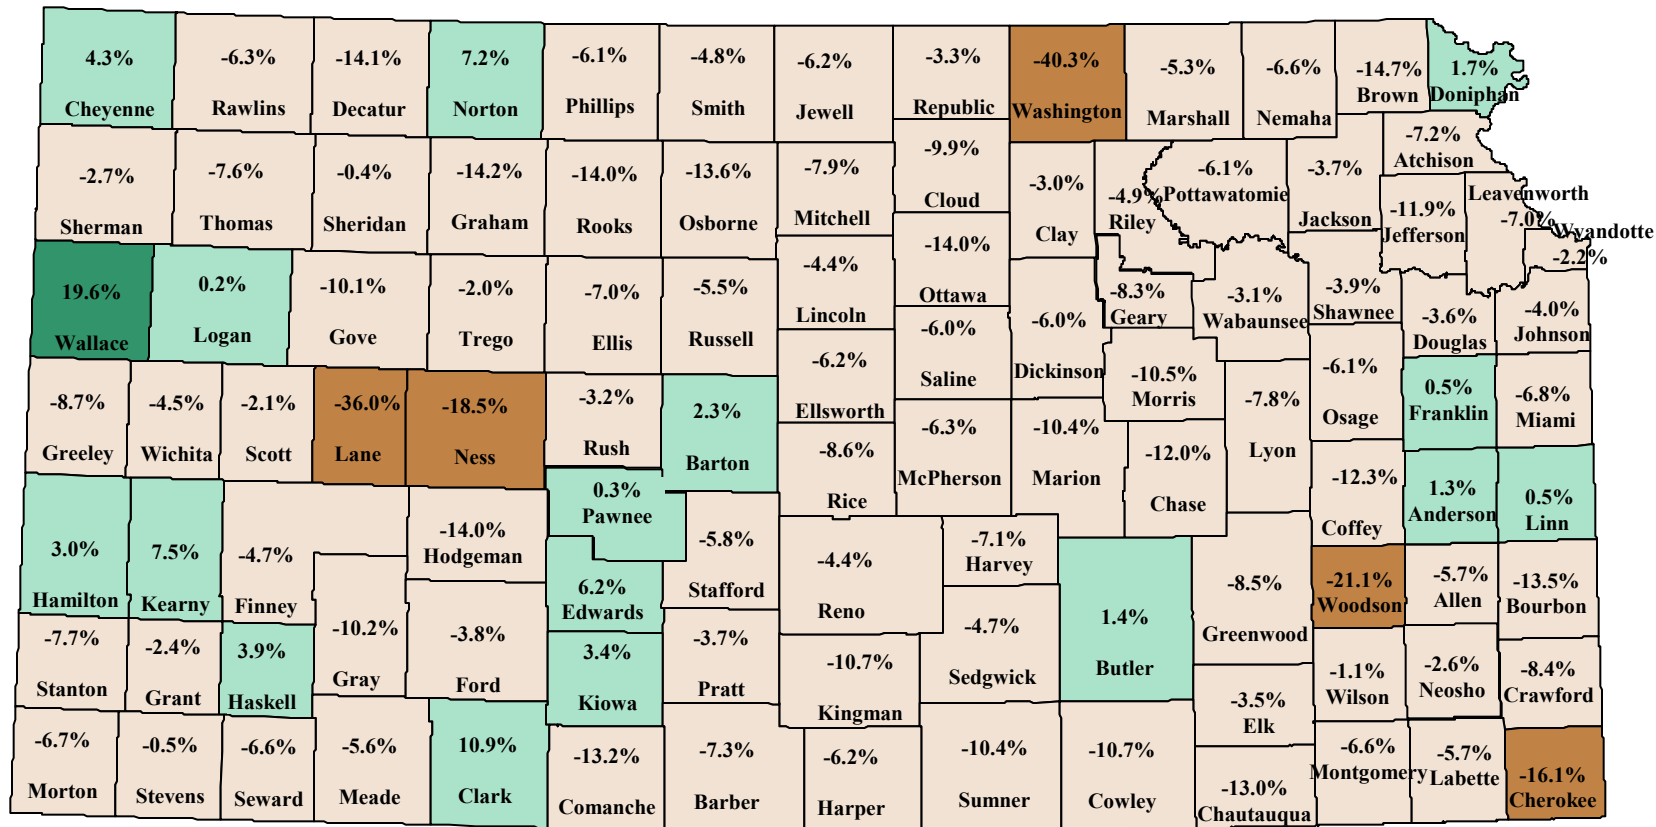 4.3%
Cheyenne
-6.3%
Rawlins
-14.1%
Decatur
7.2%
Norton
-6.1%
Phillips
-4.8%
Smith
-6.2%
Jewell
-3.3%
Republic
-40.3%
Washington
-5.3%
Marshall
-6.6%
Nemaha
-14.7%
Brown
1.7%
Doniphan
-2.7%
Sherman
-7.6%
Thomas
-0.4%
Sheridan
-14.2%
Graham
-14.0%
Rooks
-13.6%
Osborne
-7.9%
Mitchell
-9.9%
Cloud
-3.0%
Clay
-4.9%
Riley
-6.1%
Pottawatomie
-3.7%
Jackson
-7.2%
Atchison
-11.9%
Jefferson
Leavenworth
-7.0%
Wyandotte
-2.2%
19.6%
Wallace
0.2%
Logan
-10.1%
Gove
-2.0%
Trego
-7.0%
Ellis
-5.5%
Russell
-4.4%
Lincoln
-14.0%
Ottawa
-6.0%
Saline
-6.0%
Dickinson
-8.3%
Geary
-3.1%
Wabaunsee
-3.9%
Shawnee
-3.6%
Douglas
-4.0%
Johnson
-8.7%
Greeley
-4.5%
Wichita
-2.1%
Scott
-36.0%
Lane
-18.5%
Ness
-3.2%
Rush
2.3%
Barton
-6.2%
Ellsworth
-8.6%
Rice
-6.3%
McPherson
-10.4%
Marion
-10.5%
Morris
-12.0%
Chase
-7.8%
Lyon
-6.1%
Osage
0.5%
Franklin
-6.8%
Miami
-12.3%
Coffey
1.3%
Anderson
0.5%
Linn
3.0%
Hamilton
7.5%
Kearny
-4.7%
Finney
-14.0%
Hodgeman
0.3%
Pawnee
-5.8%
Stafford
6.2%
Edwards
-4.4%
Reno
-7.1%
Harvey
1.4%
Butler
-8.5%
Greenwood
-21.1%
Woodson
-5.7%
Allen
-13.5%
Bourbon
-7.7%
Stanton
-2.4%
Grant
3.9%
Haskell
-10.2%
Gray
-3.8%
Ford
3.4%
Kiowa
-3.7%
Pratt
-10.7%
Kingman
-4.7%
Sedgwick
-3.5%
Elk
-1.1%
Wilson
-2.6%
Neosho
-8.4%
Crawford
-6.7%
Morton
-0.5%
Stevens
-6.6%
Seward
-5.6%
Meade
10.9%
Clark
-13.2%
Comanche
-7.3%
Barber
-6.2%
Harper
-10.4%
Sumner
-10.7%
Cowley
-13.0%
Chautauqua
-6.6%
Montgomery
-5.7%
Labette
-16.1%
Cherokee